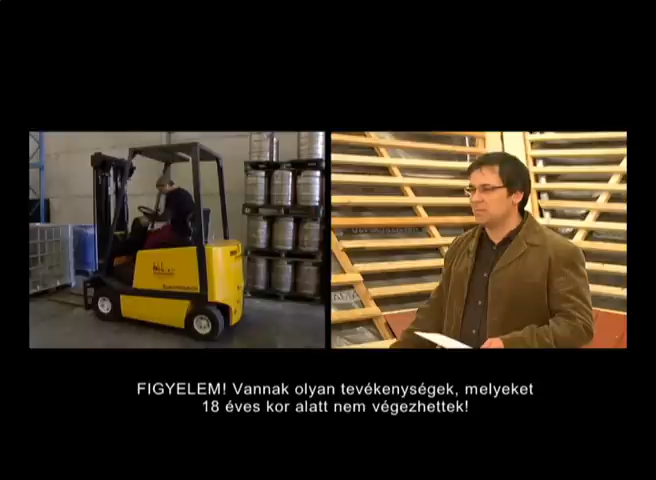 FIGYELEM! Vannak olyan tevékenységek, melyeket
18 éves kor alatt nem végezhettek!